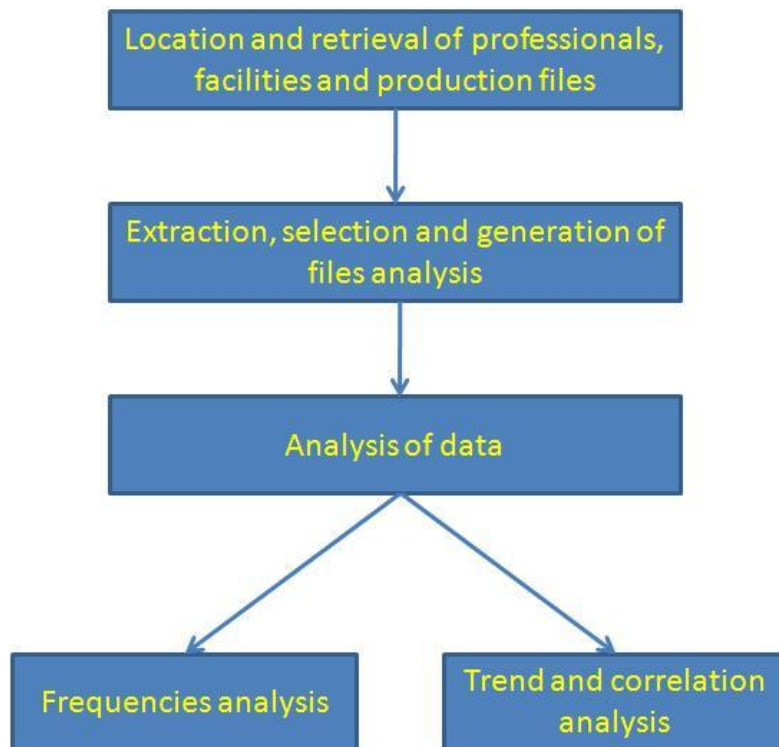 Location and retrieval of professionals,
facilities and production files
Extraction, selection and generation of
files analysis
Analysis of data
Frequencies analysis
Trend and correlation
analysis